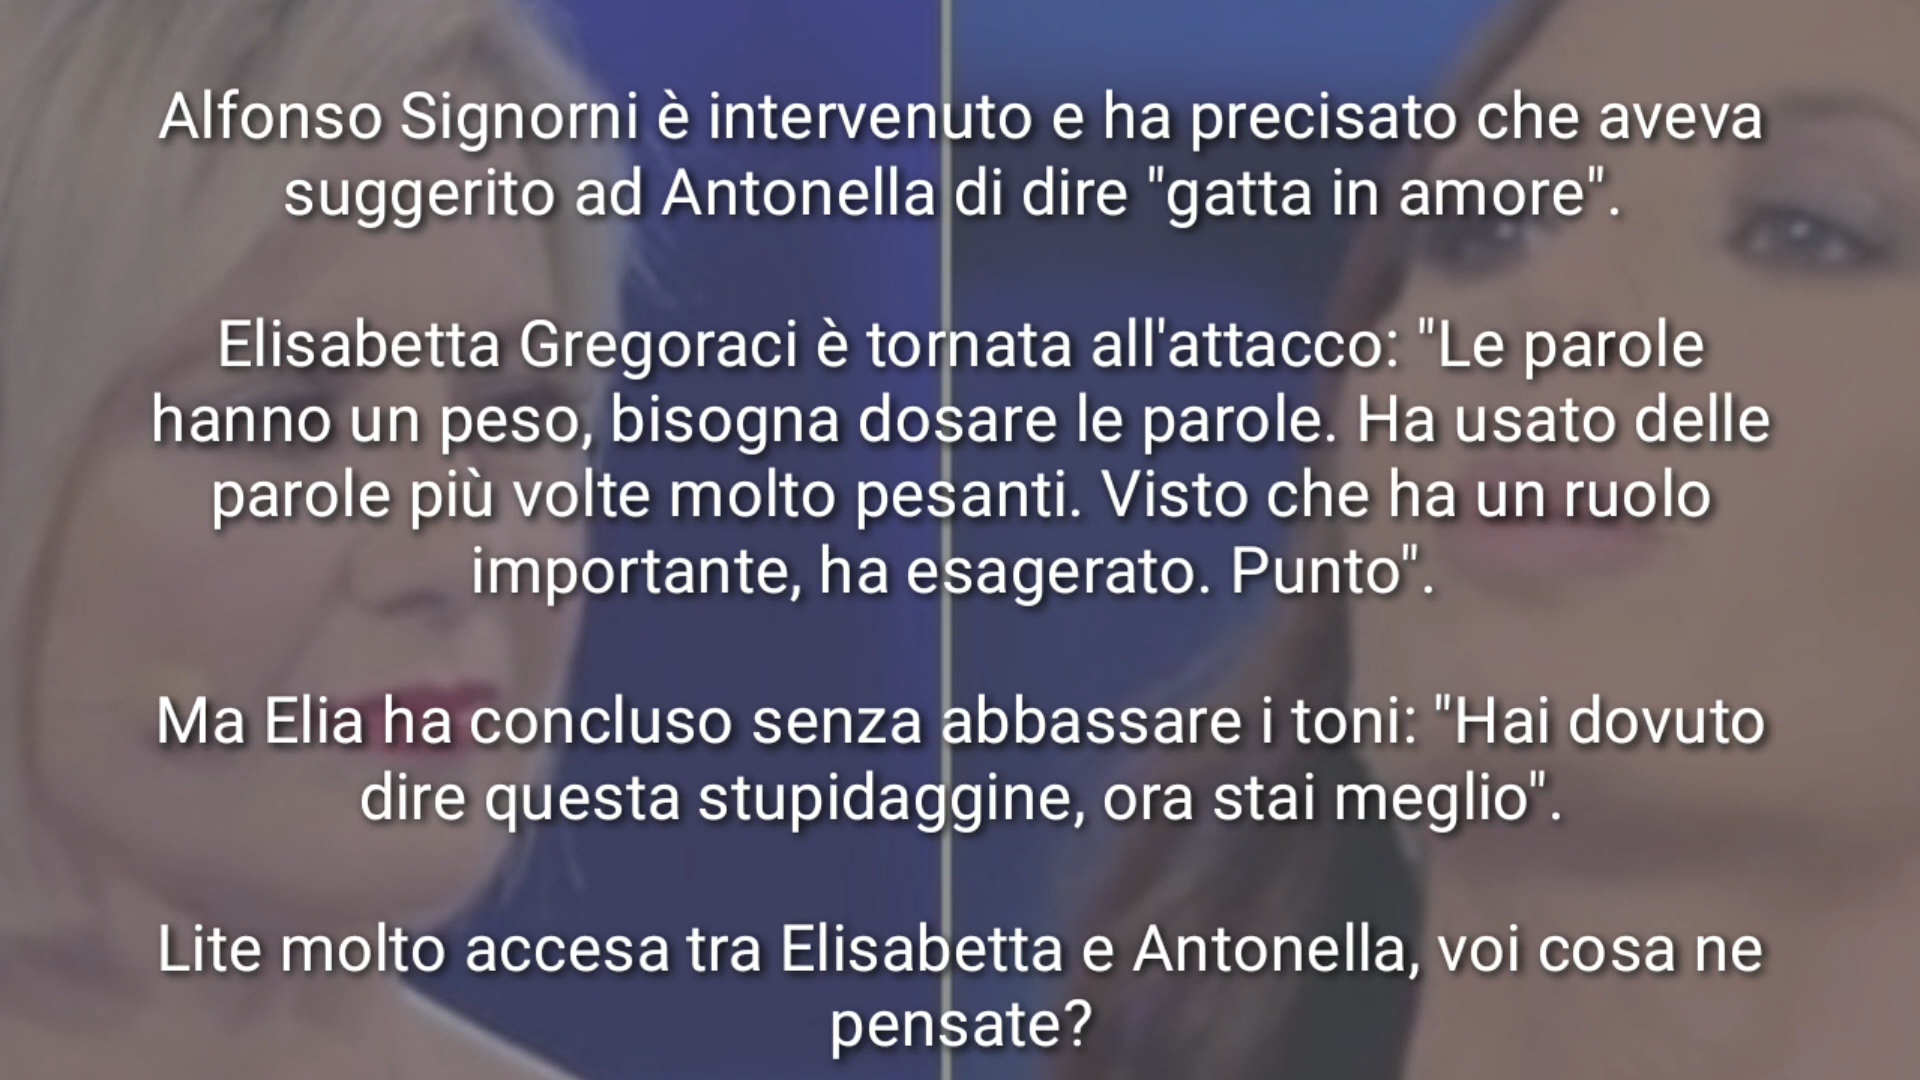 Alfonso Signorni è intervenuto e ha precisato che aveva
suggerito ad Antonella di dire "gatta in amore".
Elisabetta Gregoraci è tornata all'attacco: "Le parole
hanno un peso, bisogna dosare le parole. Ha usato delle
parole più volte molto pesanti. Visto che ha un ruolo
importante, ha esagerato. Punto".
Ma Elia ha concluso senza abbassare i toni: "Hai dovuto
dire questa stupidaggine, ora stai meglio".
Lite molto accesa tra Elisabetta e Antonella, voi cosa ne
pensate?